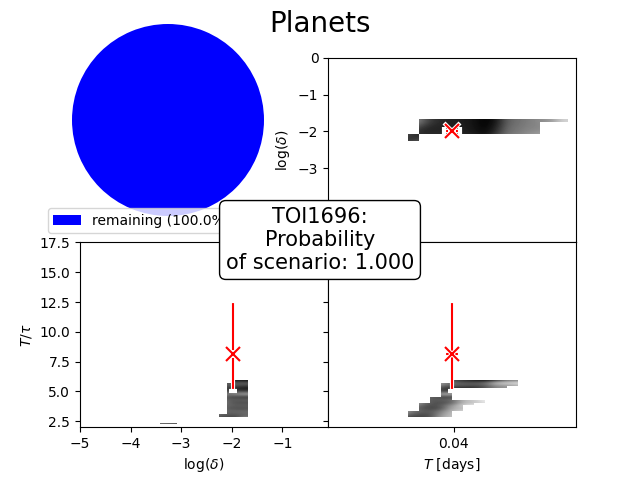 Planets
0
−1
−2
−3
log(δ)
remaining (100.0%
TOI1696:
Probability
of scenario: 1.000
17.5
15.0
12.5
10.0
7.5
5.0
2.5
T/τ
−5
−4
−3
−2
−1
log(δ)
0.04
T [days]